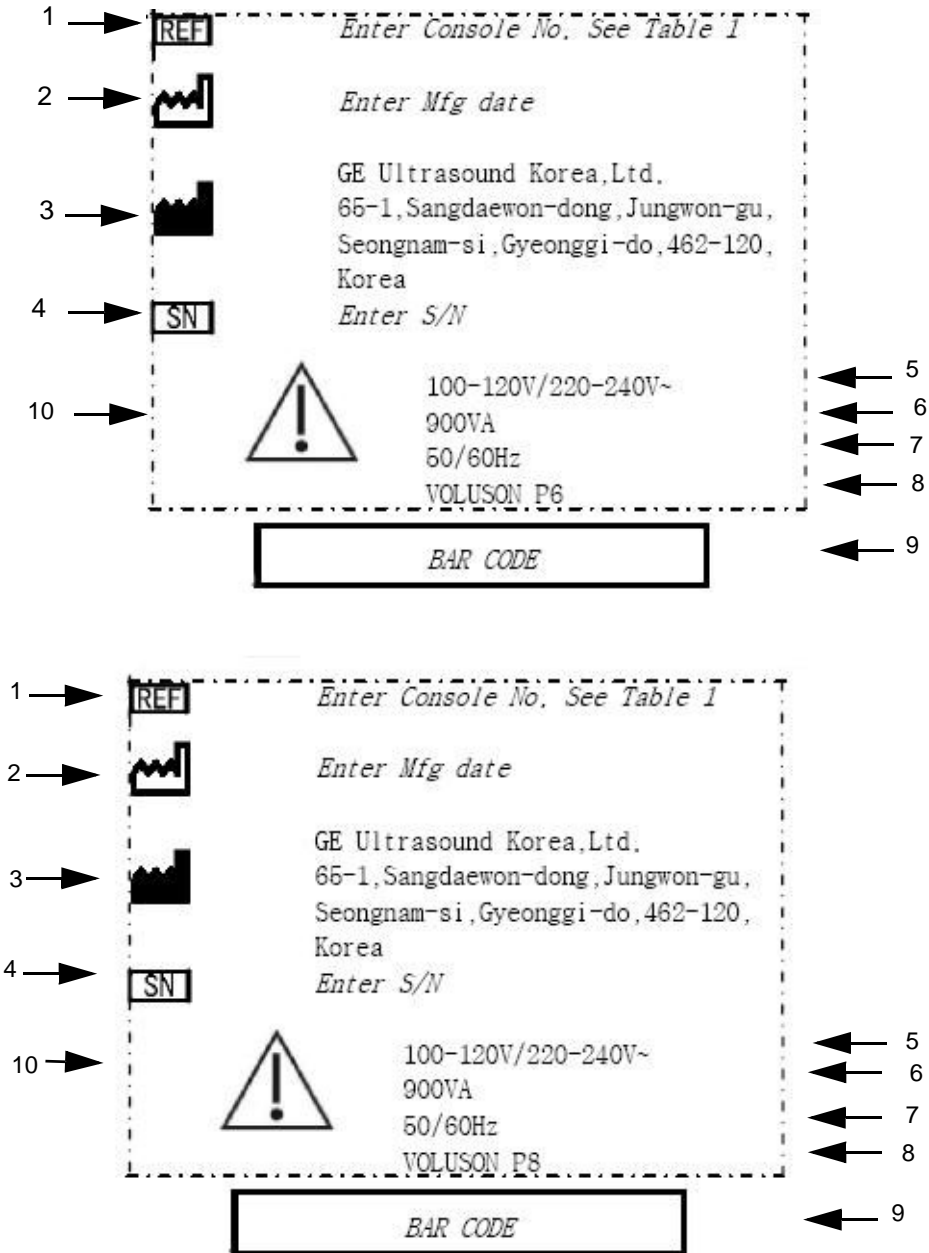 1 REF Enter Console No. See Table 1
2 Enter Mfg date
GE Ultrasound Korea,Ltd.
3 65-1,Sangdaewon-dong,Jungwon-gu,
Seongnam-si,Gyeonggi-do,462-120,
Korea
4 SN Enter S/N
100-120V/220-240V~ 5
10 900VA 6
50/60Hz 7
VOLUSON P6 8
BAR CODE 9
1 REF Enter Console No. See Table 1
2 Enter Mfg date
GE Ultrasound Korea,Ltd.
3 65-1,Sangdaewon-dong,Jungwon-gu,
Seongnam-si,Gyeonggi-do,462-120,
Korea
4 SN Enter S/N
100-120V/220-240V~ 5
10 900VA 6
50/60Hz 7
VOLUSON P8 8
BAR CODE 9